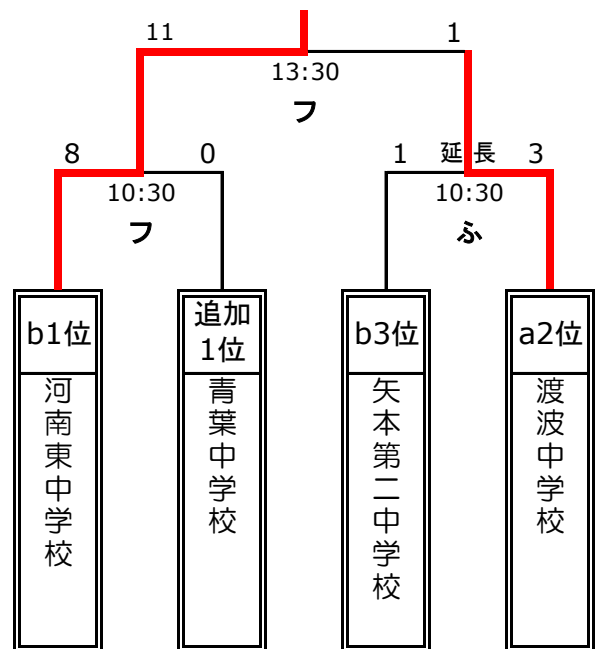 11
1
13:30
フ
8
0
1
延長
3
10:30
フ
10:30
ふ
b1位
追加
1位
b3位
a2位
河南東中学校
青葉中学校
矢本第二中学校
渡波中学校